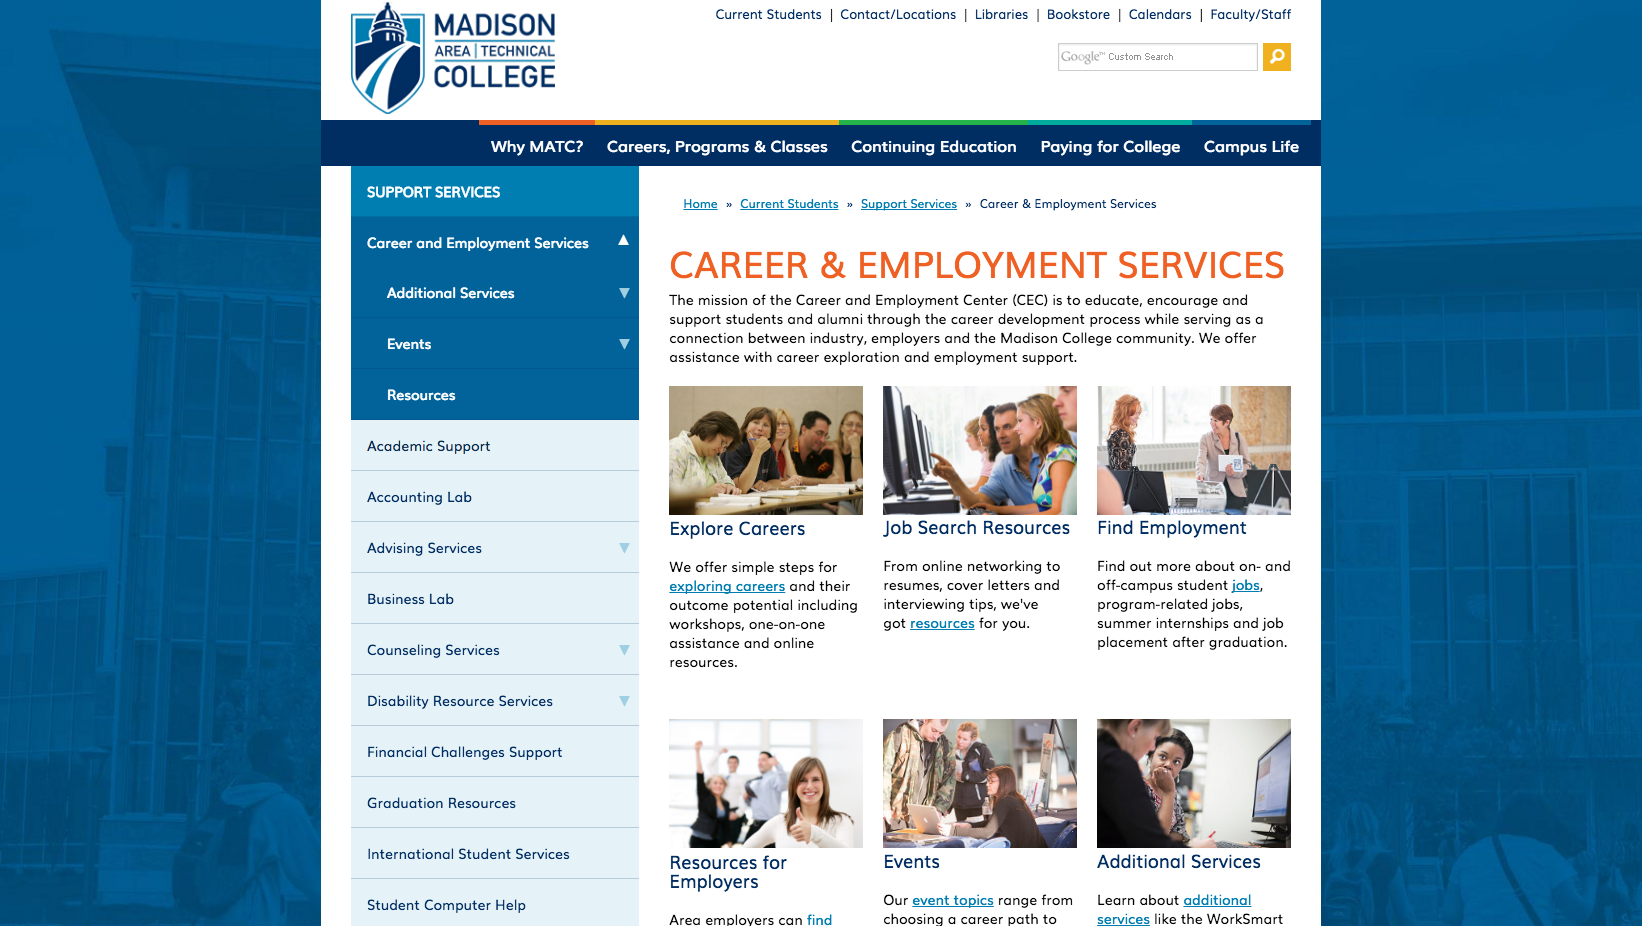 MADISON
AREA | TECHNICAL
COLLEGE
Current Students | Contact/Locations | Libraries | Bookstore | Calendars | Faculty/Staff
Google™ Custom Search
Why MATC? Careers, Programs & Classes Continuing Education Paying for College Campus Life
SUPPORT SERVICES
Career and Employment Services
Additional Services
Events
Resources
Academic Support
Accounting Lab
Advising Services
Business Lab
Counseling Services
Disability Resource Services
Financial Challenges Support
Graduation Resources
International Student Services
Student Computer Help
Home » Current Students » Support Services » Career & Employment Services
CAREER & EMPLOYMENT SERVICES
The mission of the Career and Employment Center (CEC) is to educate, encourage and
support students and alumni through the career development process while serving as a
connection between industry, employers and the Madison College community. We offer
assistance with career exploration and employment support.
Explore Careers
We offer simple steps for
exploring careers and their
outcome potential including
workshops, one-on-one
assistance and online
resources.
Job Search Resources
From online networking to
resumes, cover letters and
interviewing tips, we've
got resources for you.
Find Employment
Find out more about on- and
off-campus student jobs,
program-related jobs,
summer internships and job
placement after graduation.
Resources for
Employers
Area employers can find
Events
Our event topics range from
choosing a career path to
Additional Services
Learn about additional
services like the WorkSmart